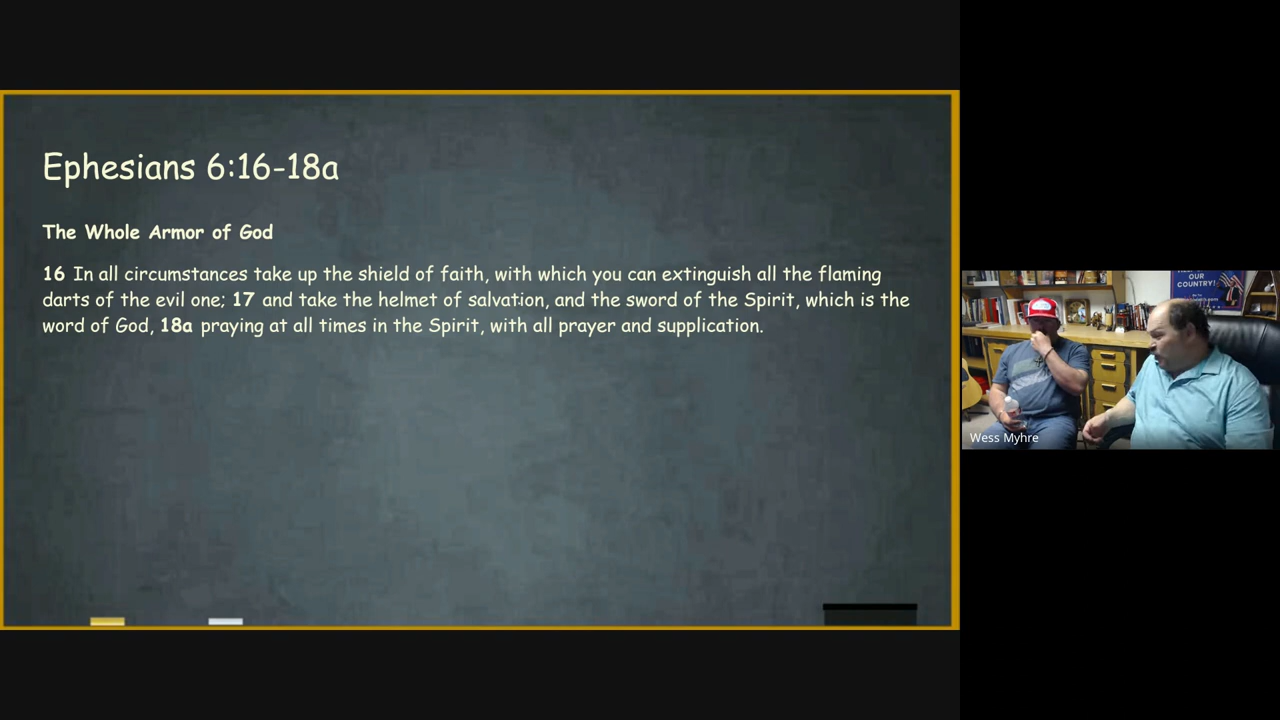 Ephesians 6:16-18a
The Whole Armor of God
16 In all circumstances take up the shield of faith, with which you can extinguish all the flaming
darts of the evil one; 17 and take the helmet of salvation, and the sword of the Spirit, which is the
word of God, 18a praying at all times in the Spirit, with all prayer and supplication.
OUR
COUNTRY!
Wess Myhre